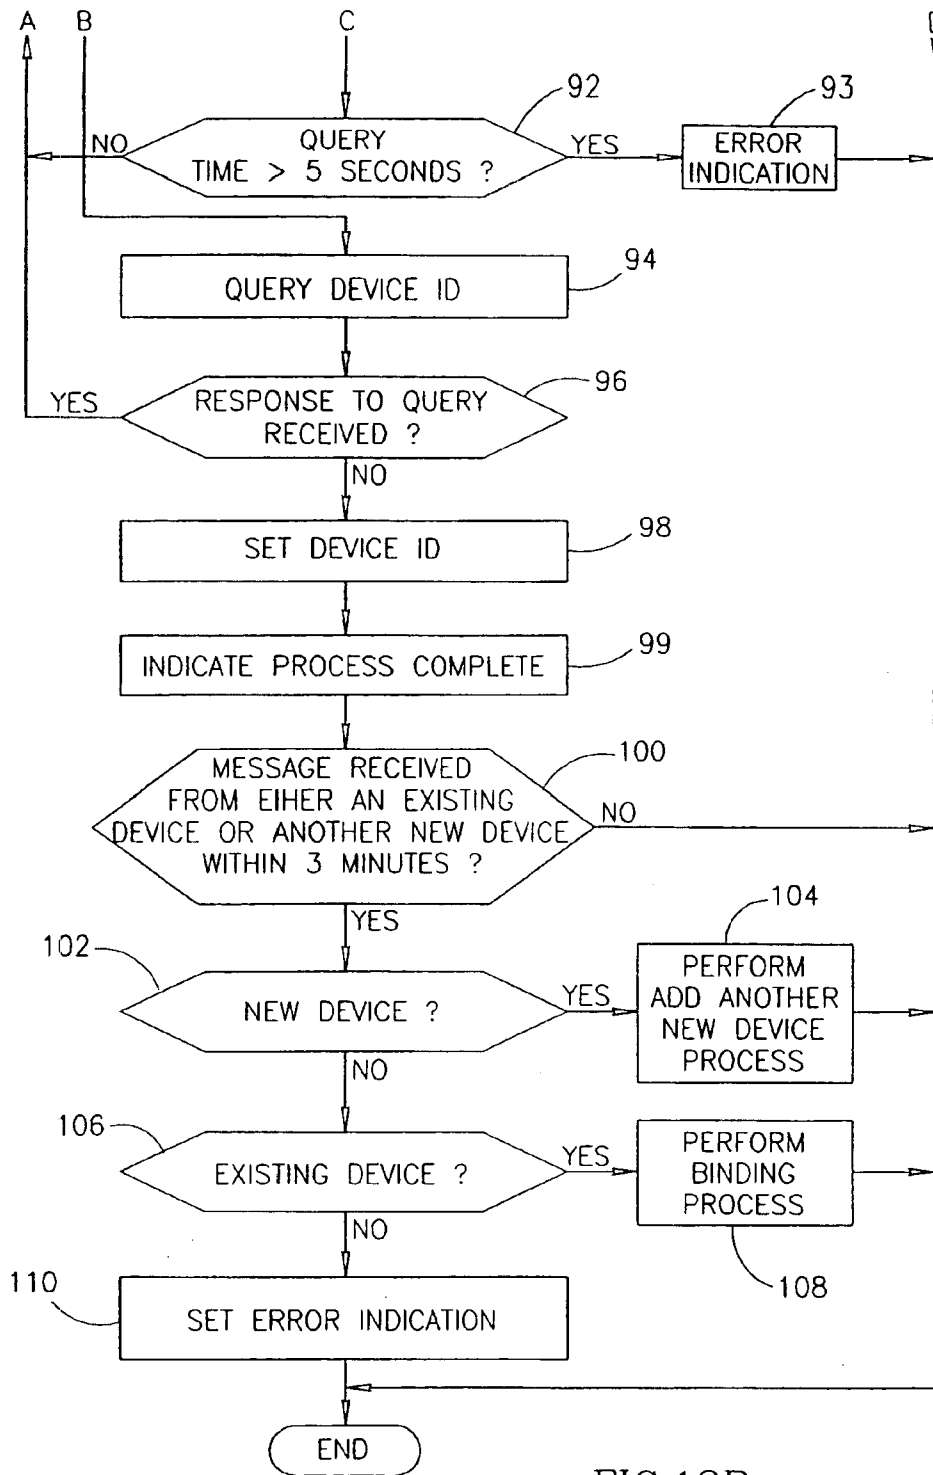 A B C
92
93
NO
QUERY
TIME > 5 SECONDS ?
YES
ERROR
INDICATION
94
QUERY DEVICE ID
96
YES
RESPONSE TO QUERY
RECEIVED ?
NO
98
SET DEVICE ID
99
INDICATE PROCESS COMPLETE
100
MESSAGE RECEIVED
FROM EIHER AN EXISTING
DEVICE OR ANOTHER NEW DEVICE
WITHIN 3 MINUTES ?
NO
YES
102
104
NEW DEVICE ?
YES
PERFORM
ADD ANOTHER
NEW DEVICE
PROCESS
NO
106
EXISTING DEVICE ?
YES
PERFORM
BINDING
PROCESS
NO
108
110
SET ERROR INDICATION
END